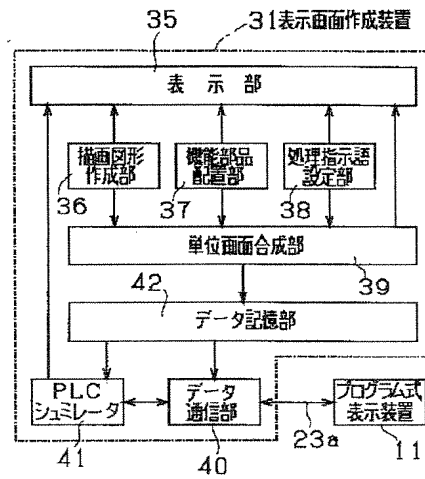 35
31表示画面作成装置
表示部
描画図形
作成部
機能部品
配置部
処理指示語
設定部
36
37
38
単位画面合成部
39
42
データ記憶部
PLC
シュミレータ
データ
通信部
プログラム式
表示装置
41
40
23a
11